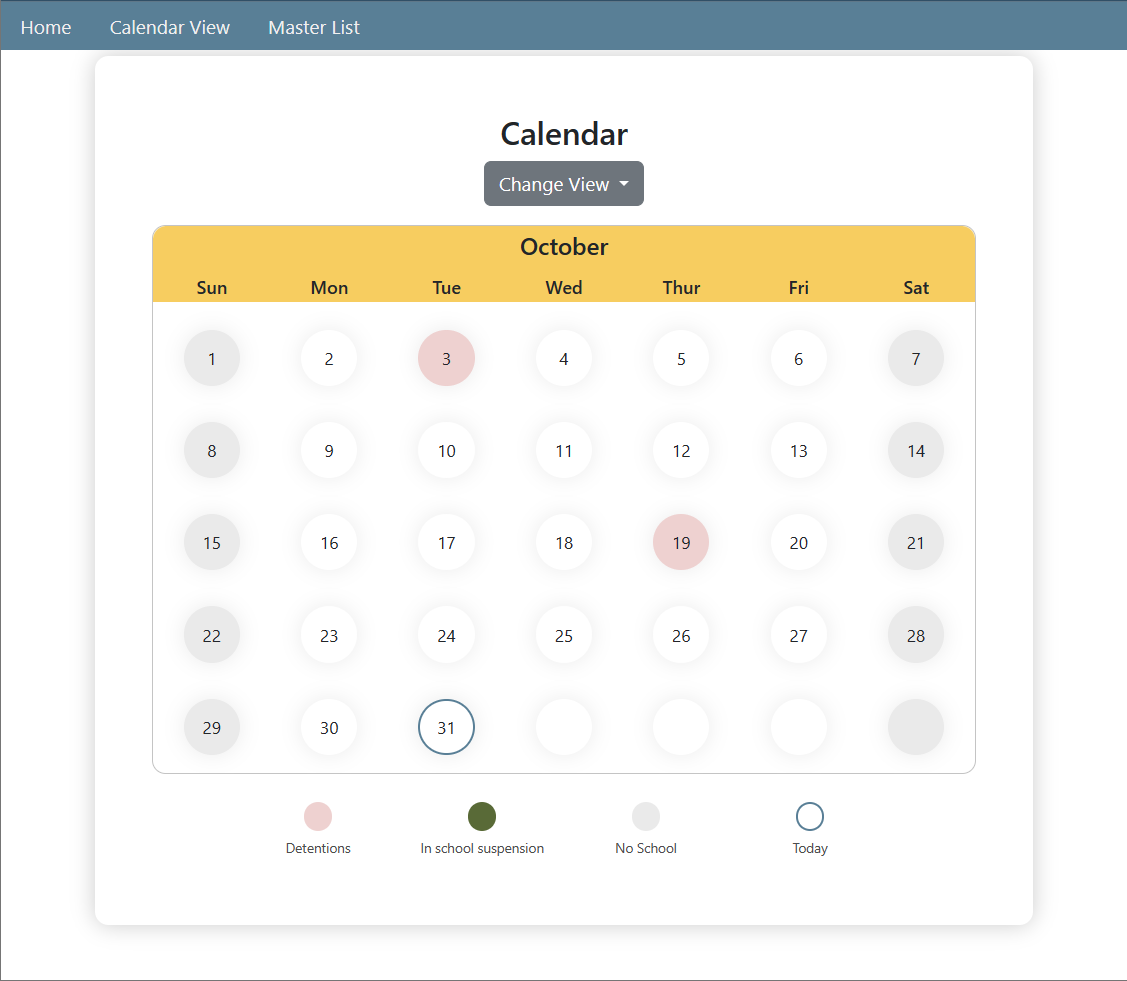 Home Calendar View Master List
Calendar
Change View
October
Sun Mon Tue Wed Thur Fri Sat
1 2 3 4 5 6 7
8 9 10 11 12 13 14
15 16 17 18 19 20 21
22 23 24 25 26 27 28
29 30 31
Detentions In school suspension No School Today